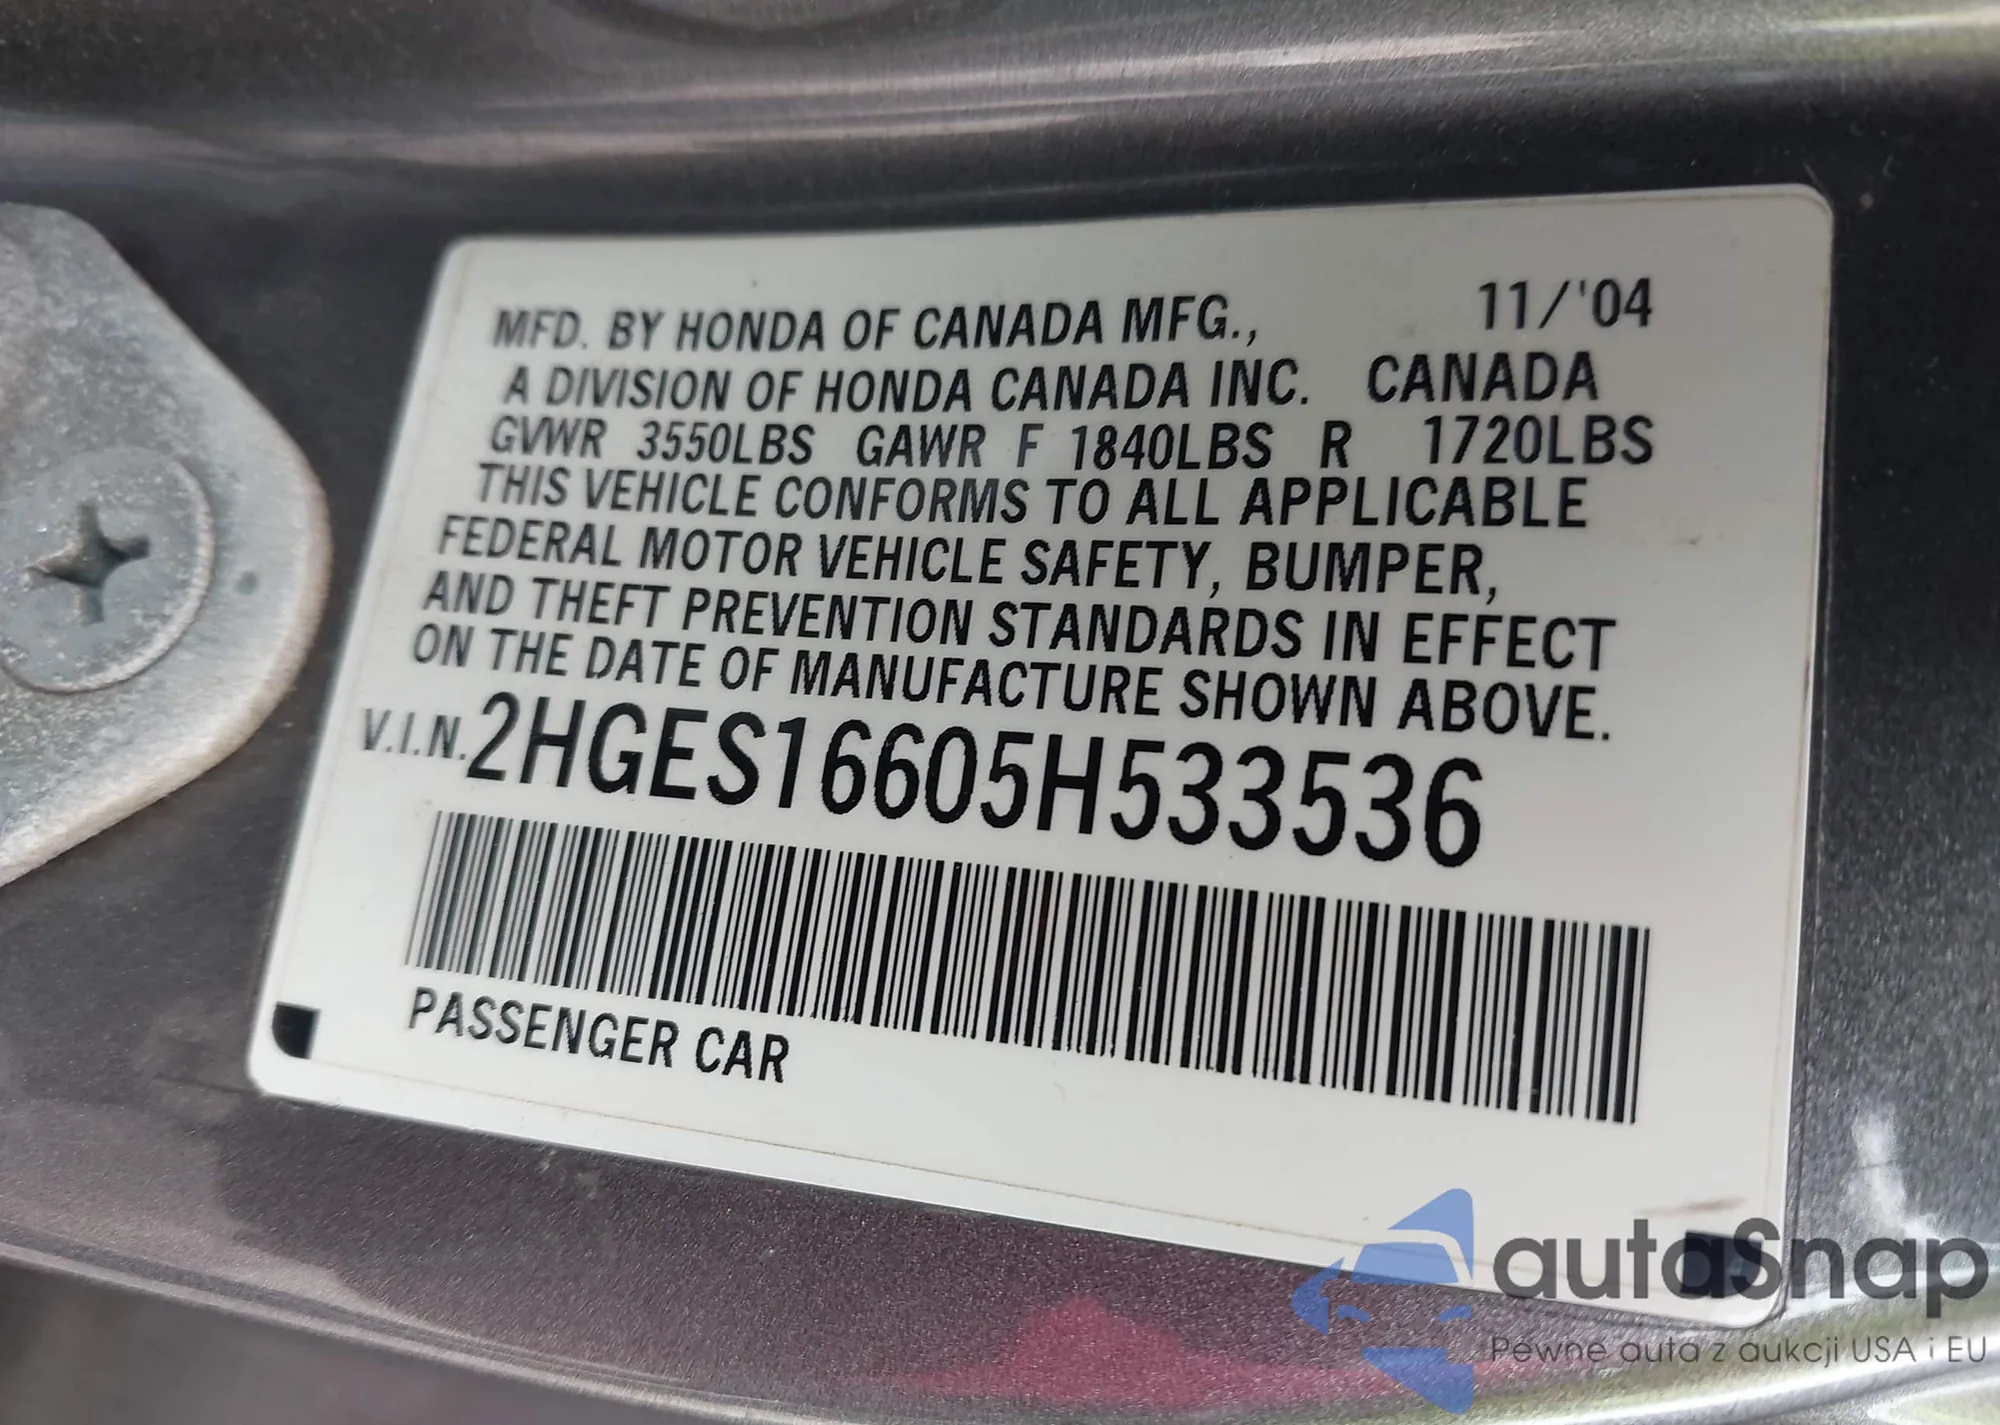 MFD. BY HONDA OF CANADA MFG., 11/'04
A DIVISION OF HONDA CANADA INC. CANADA
GVWR 3550LBS GAWR F 1840LBS R 1720LBS
THIS VEHICLE CONFORMS TO ALL APPLICABLE
FEDERAL MOTOR VEHICLE SAFETY, BUMPER,
AND THEFT PREVENTION STANDARDS IN EFFECT
ON THE DATE OF MANUFACTURE SHOWN ABOVE.
V.I.N. 2HGES16605H533536
PASSENGER CAR
autaSnap
Pewne auta z aukcji USA i EU